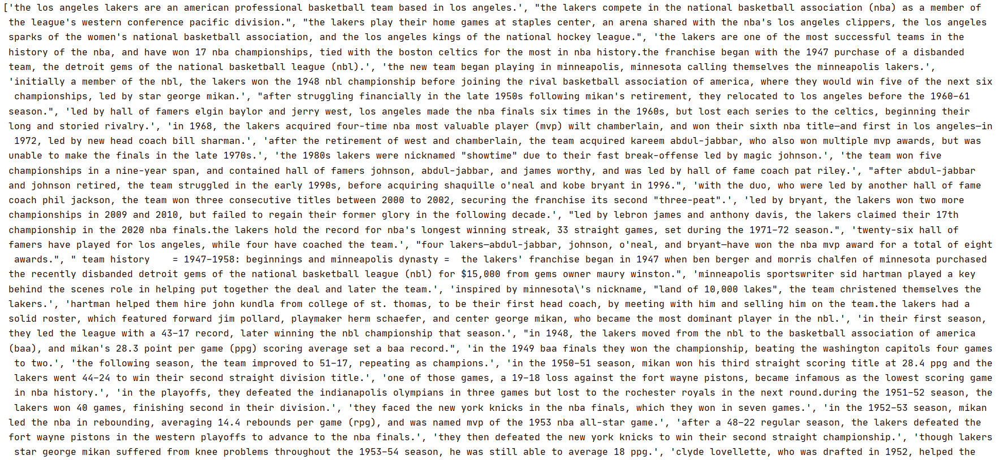 ['the los angeles lakers are an american professional basketball team based in los angeles.', "the lakers compete in the national basketball association (nba) as a member of
the league's western conference pacific division.", "the lakers play their home games at staples center, an arena shared with the nba's los angeles clippers, the los angeles
sparks of the women's national basketball association, and the los angeles kings of the national hockey league.", 'the lakers are one of the most successful teams in the
history of the nba, and have won 17 nba championships, tied with the boston celtics for the most in nba history.the franchise began with the 1947 purchase of a disbanded
team, the detroit gems of the national basketball league (nbl).', 'the new team began playing in minneapolis, minnesota calling themselves the minneapolis lakers.',
'initially a member of the nbl, the lakers won the 1948 nbl championship before joining the rival basketball association of america, where they would win five of the next six
championships, led by star george mikan.', "after struggling financially in the late 1950s following mikan's retirement, they relocated to los angeles before the 1960–61
season.", 'led by hall of famers elgin baylor and jerry west, los angeles made the nba finals six times in the 1960s, but lost each series to the celtics, beginning their
long and storied rivalry.', 'in 1968, the lakers acquired four-time nba most valuable player (mvp) wilt chamberlain, and won their sixth nba title—and first in los angeles—in
1972, led by new head coach bill sharman.', 'after the retirement of west and chamberlain, the team acquired kareem abdul-jabbar, who also won multiple mvp awards, but was
unable to make the finals in the late 1970s.', 'the 1980s lakers were nicknamed "showtime" due to their fast break-offense led by magic johnson.', 'the team won five
championships in a nine-year span, and contained hall of famers johnson, abdul-jabbar, and james worthy, and was led by hall of fame coach pat riley.', "after abdul-jabbar
and johnson retired, the team struggled in the early 1990s, before acquiring shaquille o'neal and kobe bryant in 1996.", 'with the duo, who were led by another hall of fame
coach phil jackson, the team won three consecutive titles between 2000 to 2002, securing the franchise its second "three-peat".', 'led by bryant, the lakers won two more
championships in 2009 and 2010, but failed to regain their former glory in the following decade.', "led by lebron james and anthony davis, the lakers claimed their 17th
championship in the 2020 nba finals.the lakers hold the record for nba's longest winning streak, 33 straight games, set during the 1971–72 season.", 'twenty-six hall of
famers have played for los angeles, while four have coached the team.', "four lakers—abdul-jabbar, johnson, o'neal, and bryant—have won the nba mvp award for a total of eight
awards.", " team history    = 1947–1958: beginnings and minneapolis dynasty =  the lakers' franchise began in 1947 when ben berger and morris chalfen of minnesota purchased
the recently disbanded detroit gems of the national basketball league (nbl) for $15,000 from gems owner maury winston.", 'minneapolis sportswriter sid hartman played a key
behind the scenes role in helping put together the deal and later the team.', 'inspired by minnesota\'s nickname, "land of 10,000 lakes", the team christened themselves the
lakers.', 'hartman helped them hire john kundla from college of st. thomas, to be their first head coach, by meeting with him and selling him on the team.the lakers had a
solid roster, which featured forward jim pollard, playmaker herm schaefer, and center george mikan, who became the most dominant player in the nbl.', 'in their first season,
they led the league with a 43–17 record, later winning the nbl championship that season.', "in 1948, the lakers moved from the nbl to the basketball association of america
(baa), and mikan's 28.3 point per game (ppg) scoring average set a baa record.", 'in the 1949 baa finals they won the championship, beating the washington capitols four games
to two.', 'the following season, the team improved to 51–17, repeating as champions.', 'in the 1950–51 season, mikan won his third straight scoring title at 28.4 ppg and the
lakers went 44–24 to win their second straight division title.', 'one of those games, a 19–18 loss against the fort wayne pistons, became infamous as the lowest scoring game
in nba history.', 'in the playoffs, they defeated the indianapolis olympians in three games but lost to the rochester royals in the next round.during the 1951–52 season, the
lakers won 40 games, finishing second in their division.', 'they faced the new york knicks in the nba finals, which they won in seven games.', 'in the 1952–53 season, mikan
led the nba in rebounding, averaging 14.4 rebounds per game (rpg), and was named mvp of the 1953 nba all-star game.', 'after a 48–22 regular season, the lakers defeated the
fort wayne pistons in the western playoffs to advance to the nba finals.', 'they then defeated the new york knicks to win their second straight championship.', 'though lakers
star george mikan suffered from knee problems throughout the 1953–54 season, he was still able to average 18 ppg.', 'clyde lovellette, who was drafted in 1952, helped the